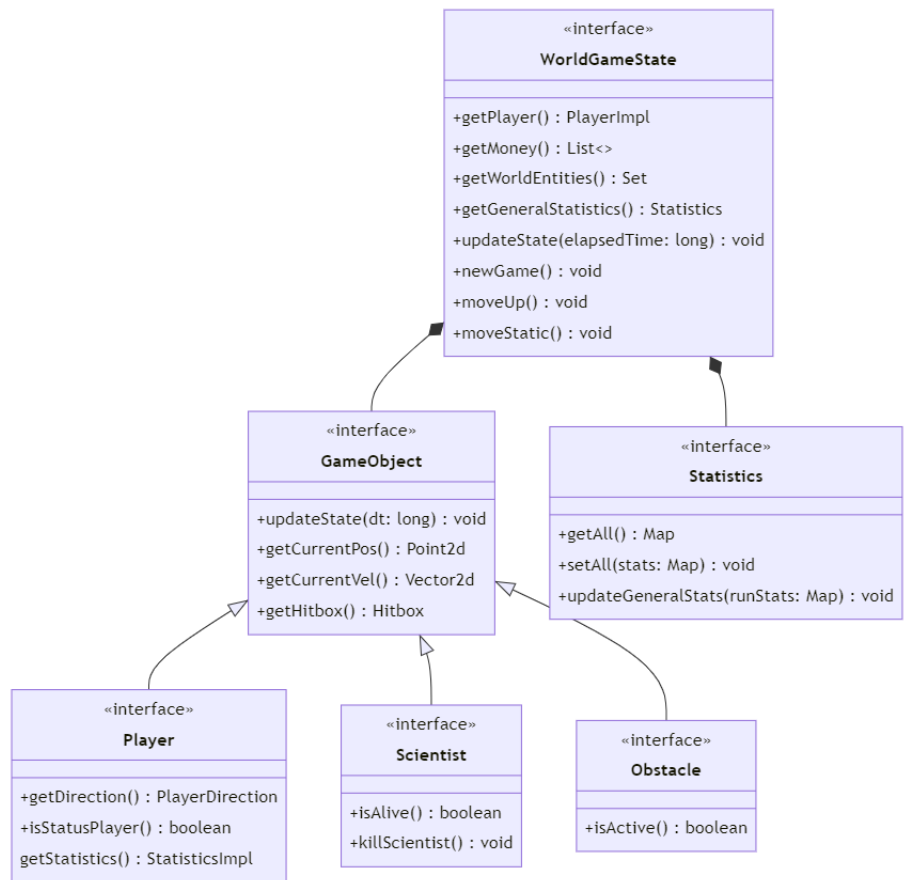 «interface»
WorldGameState
+getPlayer() : PlayerImpl
+getMoney() : List<>
+getWorldEntities() : Set
+getGeneralStatistics() : Statistics
+updateState(elapsedTime: long) : void
+newGame() : void
+moveUp() : void
+moveStatic() : void
«interface»
GameObject
+updateState(dt: long) : void
+getCurrentPos() : Point2d
+getCurrentVel() : Vector2d
+getHitbox() : Hitbox
«interface»
Statistics
+getAll() : Map
+setAll(stats: Map) : void
+updateGeneralStats(runStats: Map) : void
«interface»
Player
+getDirection() : PlayerDirection
+isStatusPlayer() : boolean
getStatistics() : StatisticsImpl
«interface»
Scientist
+isAlive() : boolean
+killScientist() : void
«interface»
Obstacle
+isActive() : boolean